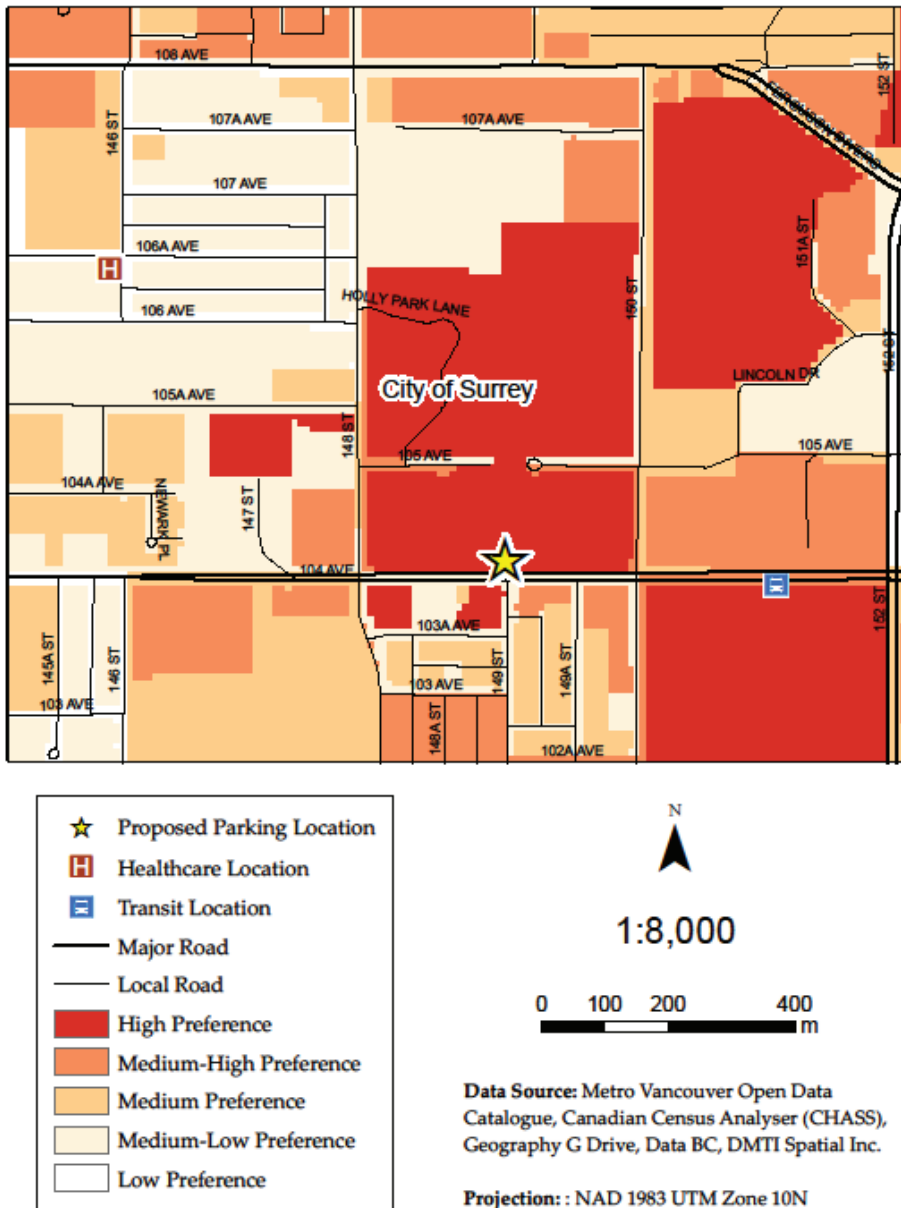 108 AVE
152 ST
FERGUSON DIVERS
107A AVE
107A AVE
146 ST
107 AVE
106A AVE
151A ST
H
HOLLY PARK LANE
150 ST
106 AVE
152 ST
LINCOLN DR
City of Surrey
105A AVE
148 ST
105 AVE
105 AVE
104A AVE
NEWARK PL
147 ST
104 AVE
152 ST
103A AVE
145A ST
146 ST
149 ST
149A ST
103 AVE
103 AVE
148A ST
102A AVE
Proposed Parking Location
H Healthcare Location
Transit Location
Major Road
Local Road
High Preference
Medium-High Preference
Medium Preference
Medium-Low Preference
Low Preference
N
1:8,000
0 100 200 400
m
Data Source: Metro Vancouver Open Data
Catalogue, Canadian Census Analyser (CHASS),
Geography G Drive, Data BC, DMTI Spatial Inc.
Projection: : NAD 1983 UTM Zone 10N